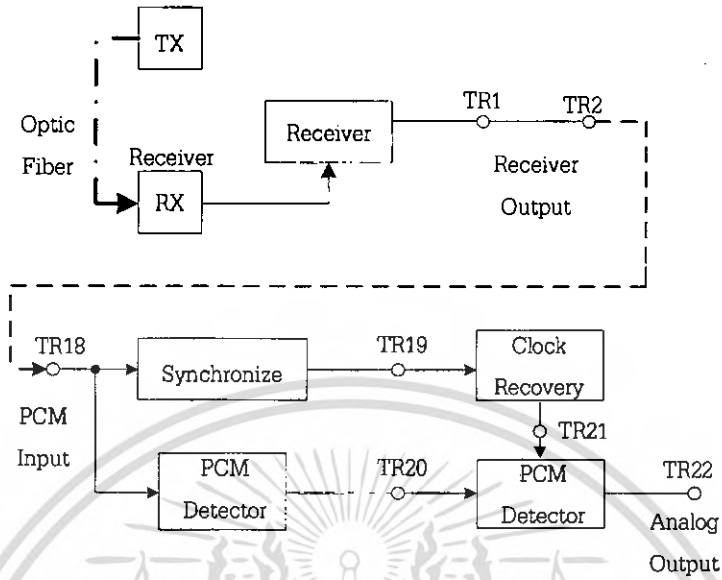 TX
Optic
Fiber
Receiver
RX
Receiver
TR1
TR2
Receiver
Output
TR18
PCM
Input
Synchronize
TR19
Clock
Recovery
TR21
PCM
Detector
TR20
PCM
Detector
TR22
Analog
Output